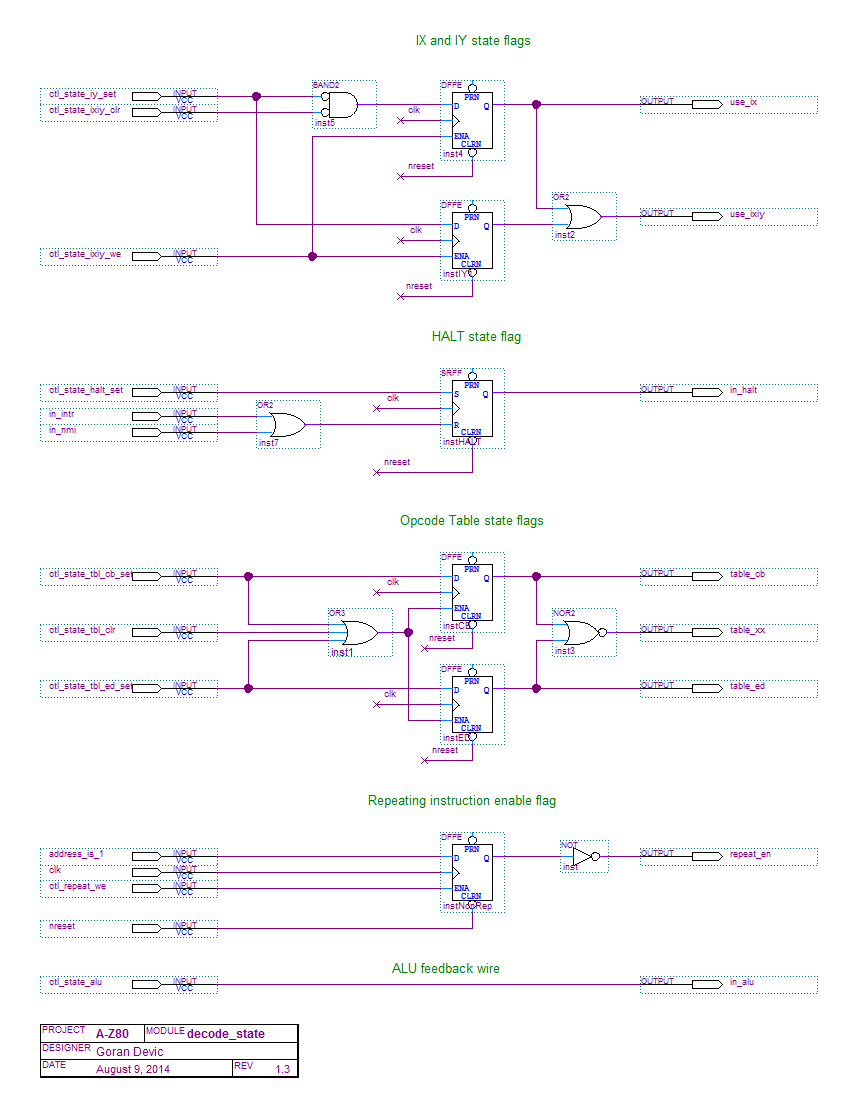 IX and IY state flags
BAND2
DFFE
ctl_state_iy_set INPUT VCC
PRN
D Q
OUTPUT use_ix
clk
ctl_state_ixiy_clr INPUT VCC
inst5
ENA
CLRN
inst4
nreset
DFFE
OR2
PRN
D Q
OUTPUT use_ixiy
clk
inst2
ctl_state_ixiy_we INPUT VCC
ENA
CLRN
instIY1
nreset
HALT state flag
SRFF
PRN
ctl_state_halt_set INPUT VCC
S Q
OUTPUT in_halt
clk
OR2
in_intr INPUT VCC
R
in_nmi INPUT VCC
CLRN
inst7
instHALT
nreset
Opcode Table state flags
DFFE
PRN
ctl_state_tbl_cb_set INPUT VCC
D Q
OUTPUT table_cb
clk
ENA
OR3
NOR2
CLRN
instCB
ctl_state_tbl_clr INPUT VCC
OUTPUT table_xx
nreset
inst1
inst3
DFFE
PRN
ctl_state_tbl_ed_set INPUT VCC
D Q
OUTPUT table_ed
clk
ENA
CLRN
instED
nreset
Repeating instruction enable flag
DFFE
PRN
NOT
address_is_1 INPUT VCC
D Q
OUTPUT repeat_en
clk INPUT VCC
inst
ctl_repeat_we INPUT VCC
ENA
CLRN
instNonRep
nreset INPUT VCC
ALU feedback wire
ctl_state_alu INPUT VCC
OUTPUT in_alu
PROJECT A-Z80 MODULE decode_state
DESIGNER Goran Devic
DATE August 9, 2014 REV 1.3